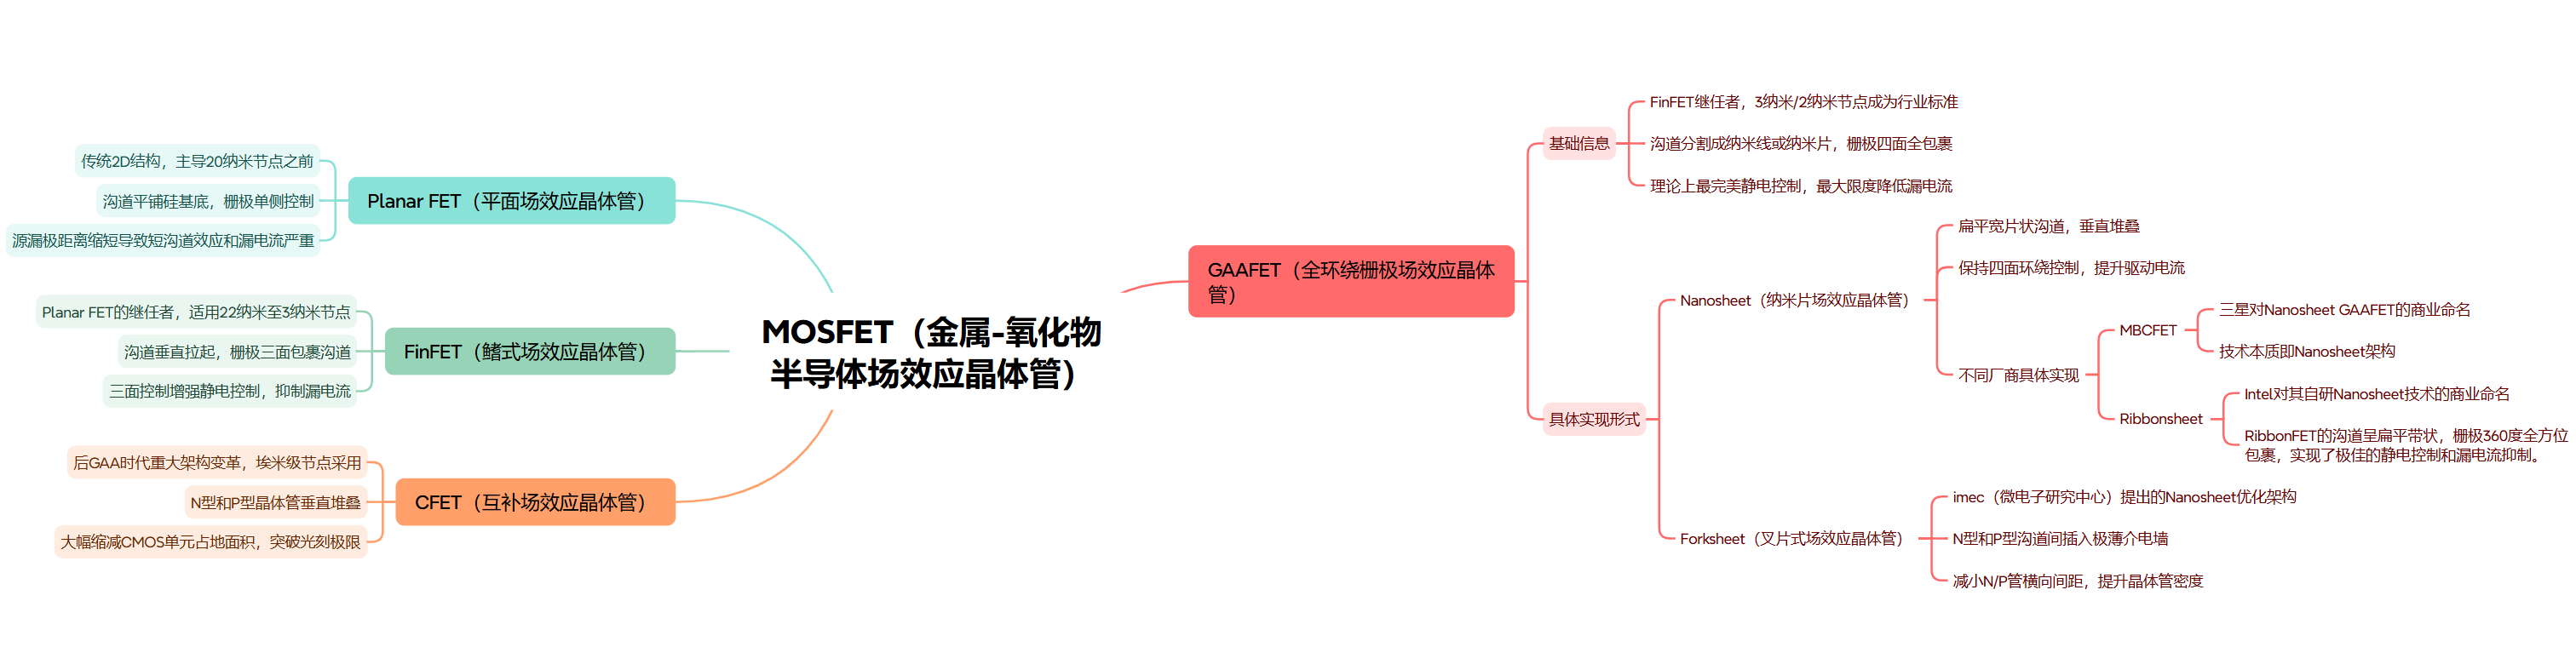 MOSFET（金属-氧化物
半导体场效应晶体管）
Planar FET（平面场效应晶体管）
传统2D结构，主导20纳米节点之前
沟道平铺硅基底，栅极单侧控制
源漏极距离缩短导致短沟道效应和漏电流严重
FinFET（鳍式场效应晶体管）
Planar FET的继任者，适用22纳米至3纳米节点
沟道垂直拉起，栅极三面包裹沟道
三面控制增强静电控制，抑制漏电流
CFET（互补场效应晶体管）
后GAA时代重大架构变革，埃米级节点采用
N型和P型晶体管垂直堆叠
大幅缩减CMOS单元占地面积，突破光刻极限
GAAFET（全环绕栅极场效应晶体
管）
基础信息
FinFET继任者，3纳米/2纳米节点成为行业标准
沟道分割成纳米线或纳米片，栅极四面全包裹
理论上最完美静电控制，最大限度降低漏电流
具体实现形式
Nanosheet（纳米片场效应晶体管）
扁平宽片状沟道，垂直堆叠
保持四面环绕控制，提升驱动电流
不同厂商具体实现
MBCFET
三星对Nanosheet GAAFET的商业命名
技术本质即Nanosheet架构
Ribbonsheet
Intel对其自研Nanosheet技术的商业命名
RibbonFET的沟道呈扁平带状，栅极360度全方位
包裹，实现了极佳的静电控制和漏电流抑制。
Forksheet（叉片式场效应晶体管）
imec（微电子研究中心）提出的Nanosheet优化架构
N型和P型沟道间插入极薄介电墙
减小N/P管横向间距，提升晶体管密度